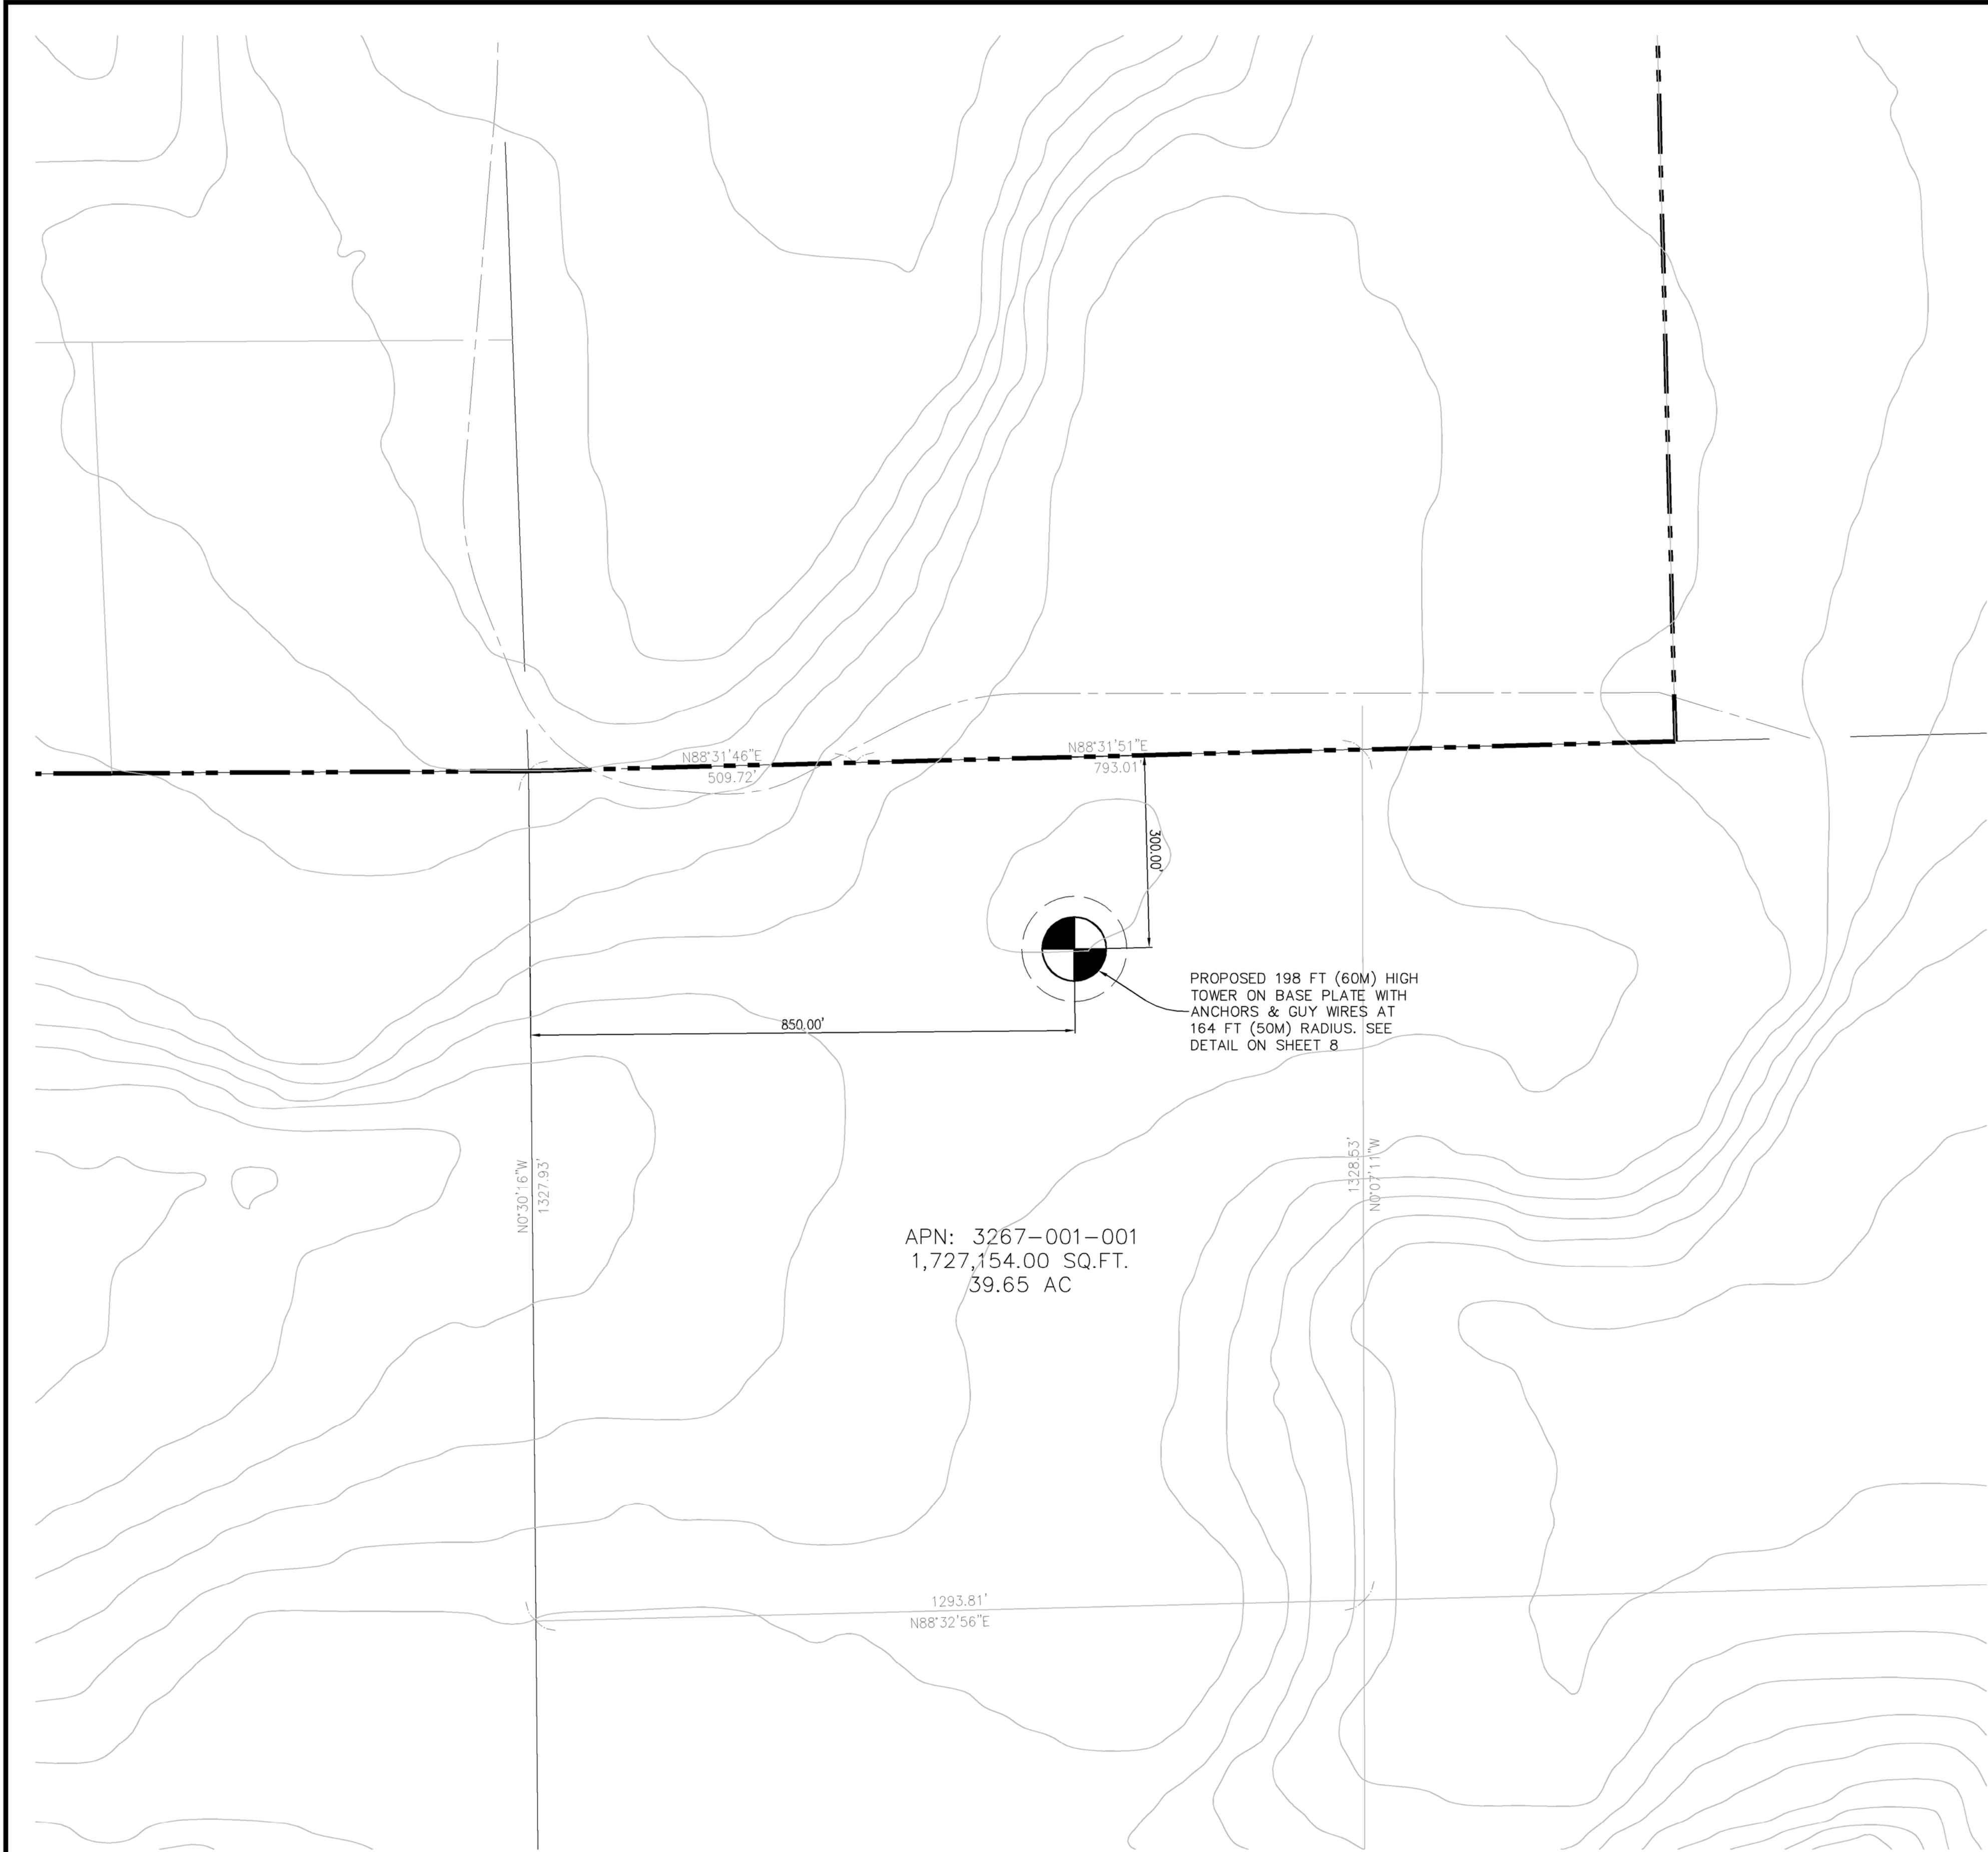 N88°31'46"E
509.72'
N88°31'51"E
793.01'
300.00'
PROPOSED 198 FT (60M) HIGH
TOWER ON BASE PLATE WITH
ANCHORS & GUY WIRES AT
164 FT (50M) RADIUS. SEE
DETAIL ON SHEET 8
850.00'
N0°30'16"W
1327.93'
1328.53'
N0°07'11"W
APN: 3267-001-001
1,727,154.00 SQ.FT.
39.65 AC
1293.81'
N88°32'56"E